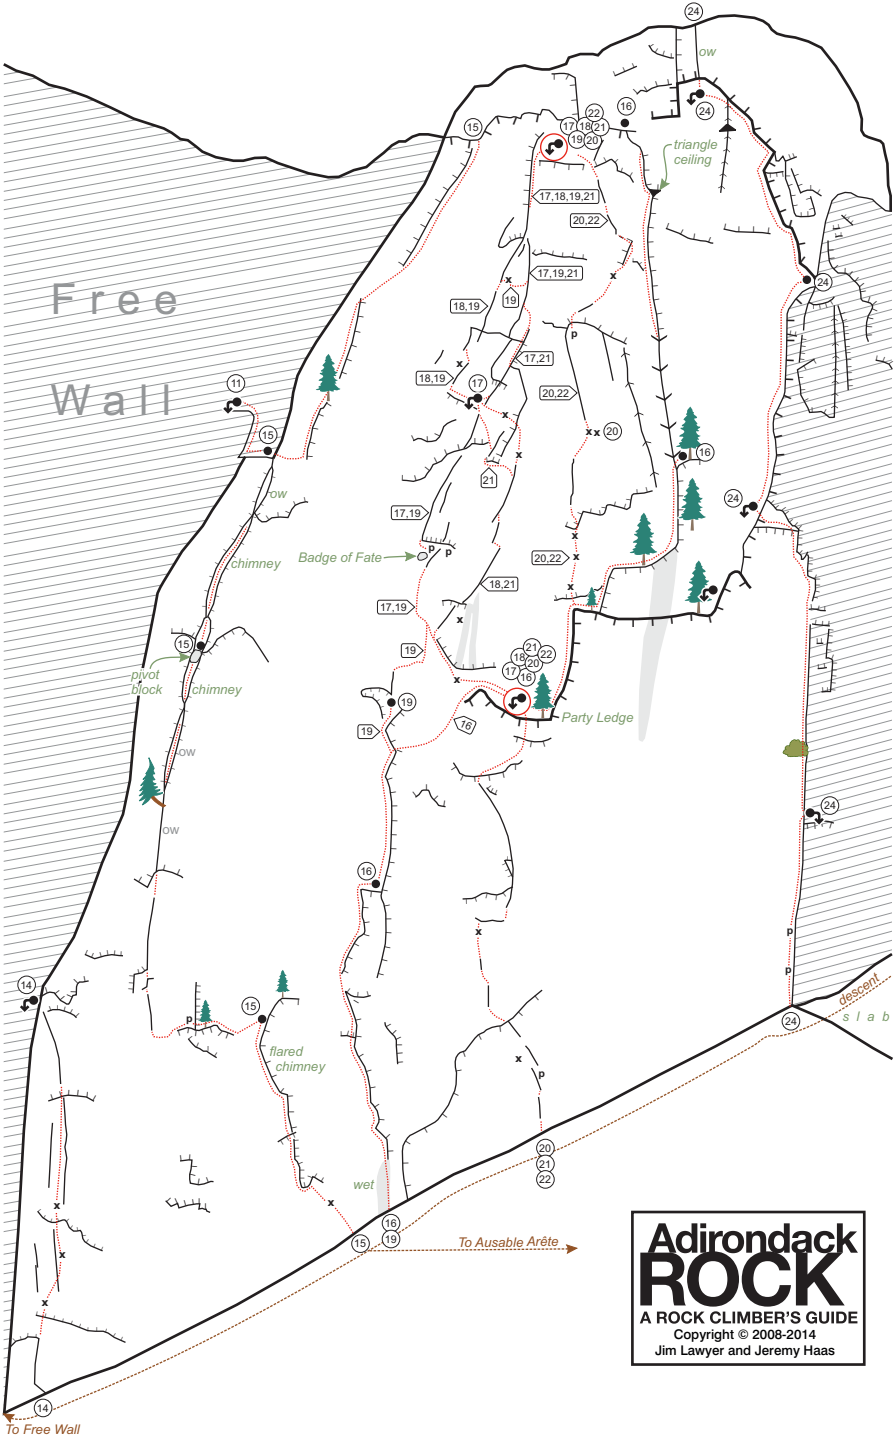 24
ow
24
22
16
15
17 18 21
19 20
triangle
ceiling
17,18,19,21
20,22
Free
17,19,21
24
19
18,19
p
Wall
17,21
18,19
11
17
20,22
x
15
x
x x 20
16
x
21
ow
24
17,19
x
p
p
Badge of Fate
20,22
x
chimney
18,21
x
17,19
x
15
19
21
18 22
20
17
16
pivot
block
chimney
x
19
Party Ledge
16
19
ow
24
ow
16
x
p
p
14
descent
15
p
24
slab
flared
chimney
x
p
20
21
22
wet
x
x
16
19
15
To Ausable Arête
x
x
Adirondack
ROCK
A ROCK CLIMBER'S GUIDE
Copyright © 2008-2014
Jim Lawyer and Jeremy Haas
14
To Free Wall